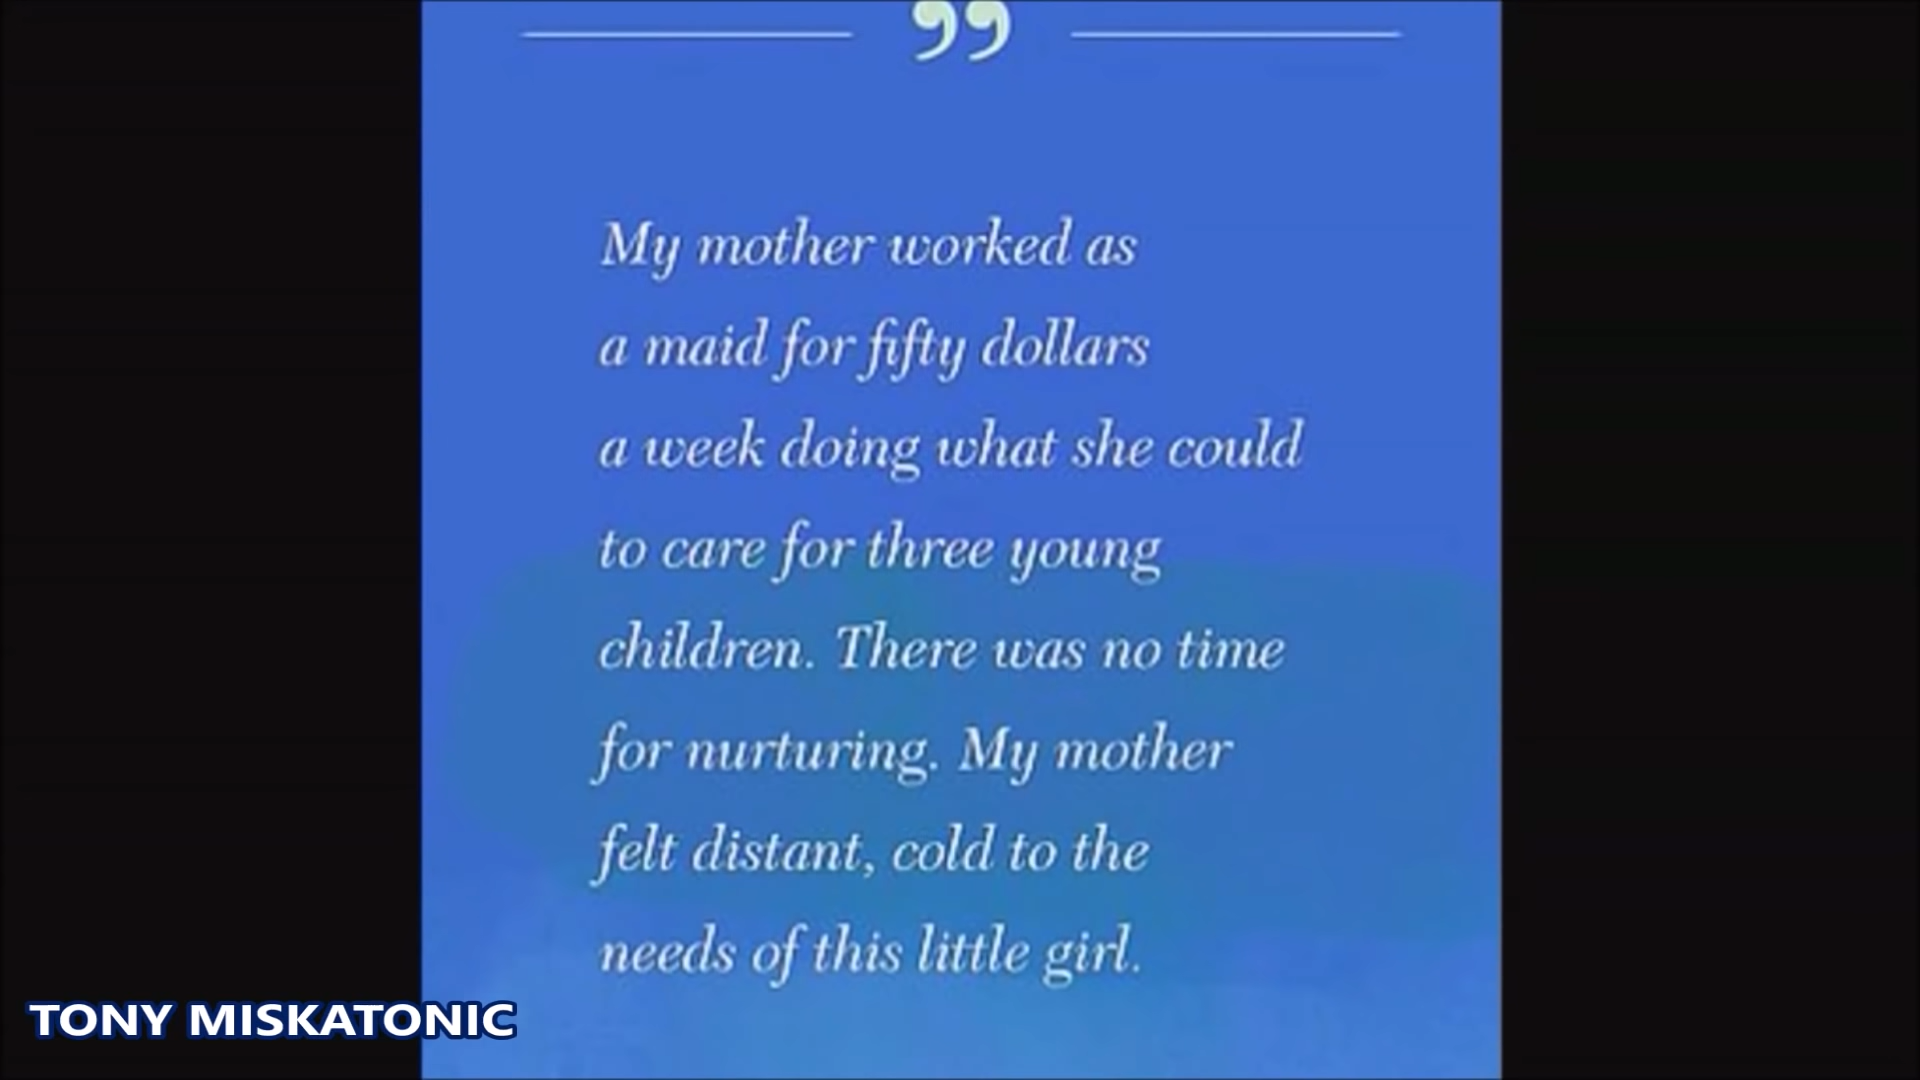 ”
My mother worked as
a maid for fifty dollars
a week doing what she could
to care for three young
children. There was no time
for nurturing. My mother
felt distant, cold to the
needs of this little girl.
TONY MISKATONIC